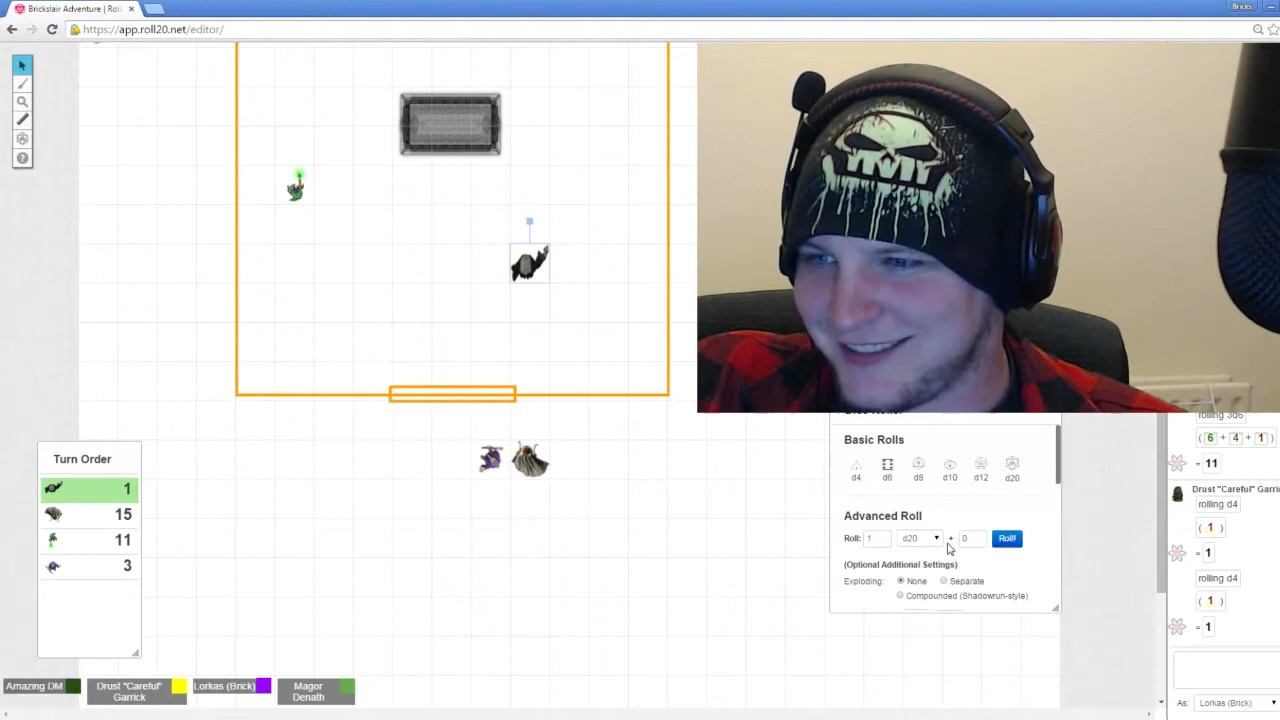 Brickslair Adventure | Roll
Bricks
https://app.roll20.net/editor/
Turn Order
1
15
11
3
Basic Rolls
d4 d6 d8 d10 d12 d20
Advanced Roll
Roll: 1 d20 + 0 Roll!
(Optional Additional Settings)
Exploding: None Separate
Compounded (Shadowrun-style)
rolling 3d6
(6+4+1)
= 11
Drust "Careful" Garrick
rolling d4
(1)
= 1
rolling d4
(1)
= 1
As: Lorkas (Brick)
Amazing DM
Drust "Careful"
Garrick
Lorkas (Brick)
Magor
Denath